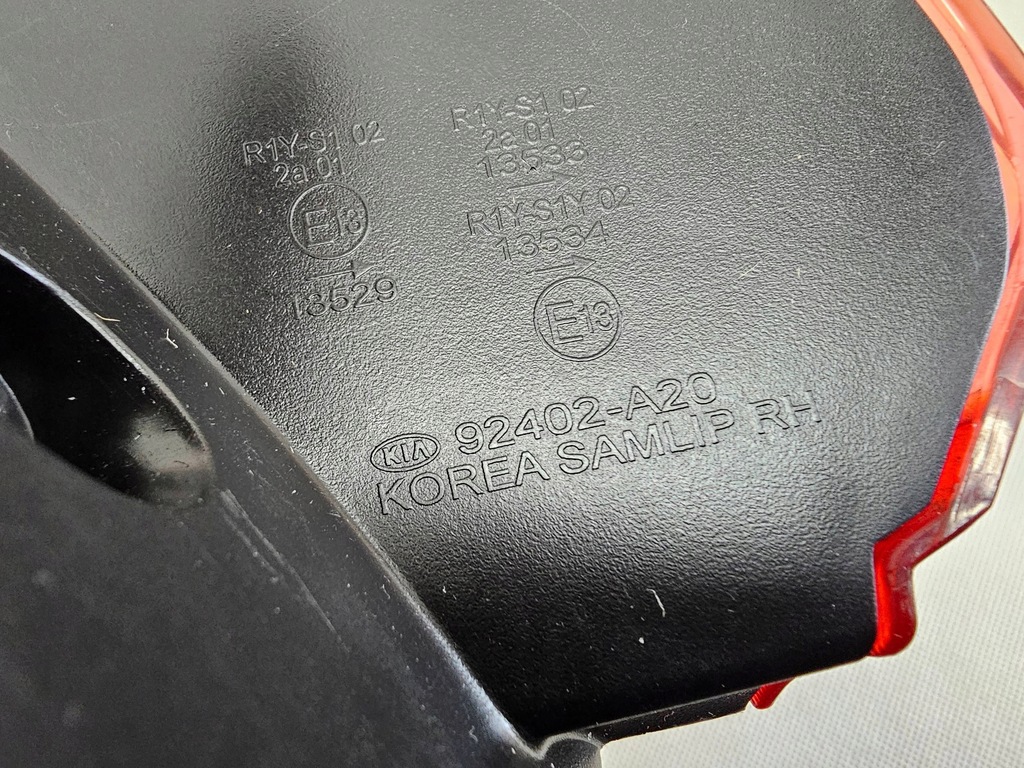 R1Y-S1 02
2a 01
E13
13529
R1Y-S1 02
2a 01
13533
R1Y-S1Y 02
13534
E13
KIA 92402-A20
KOREA SAMLIP RH